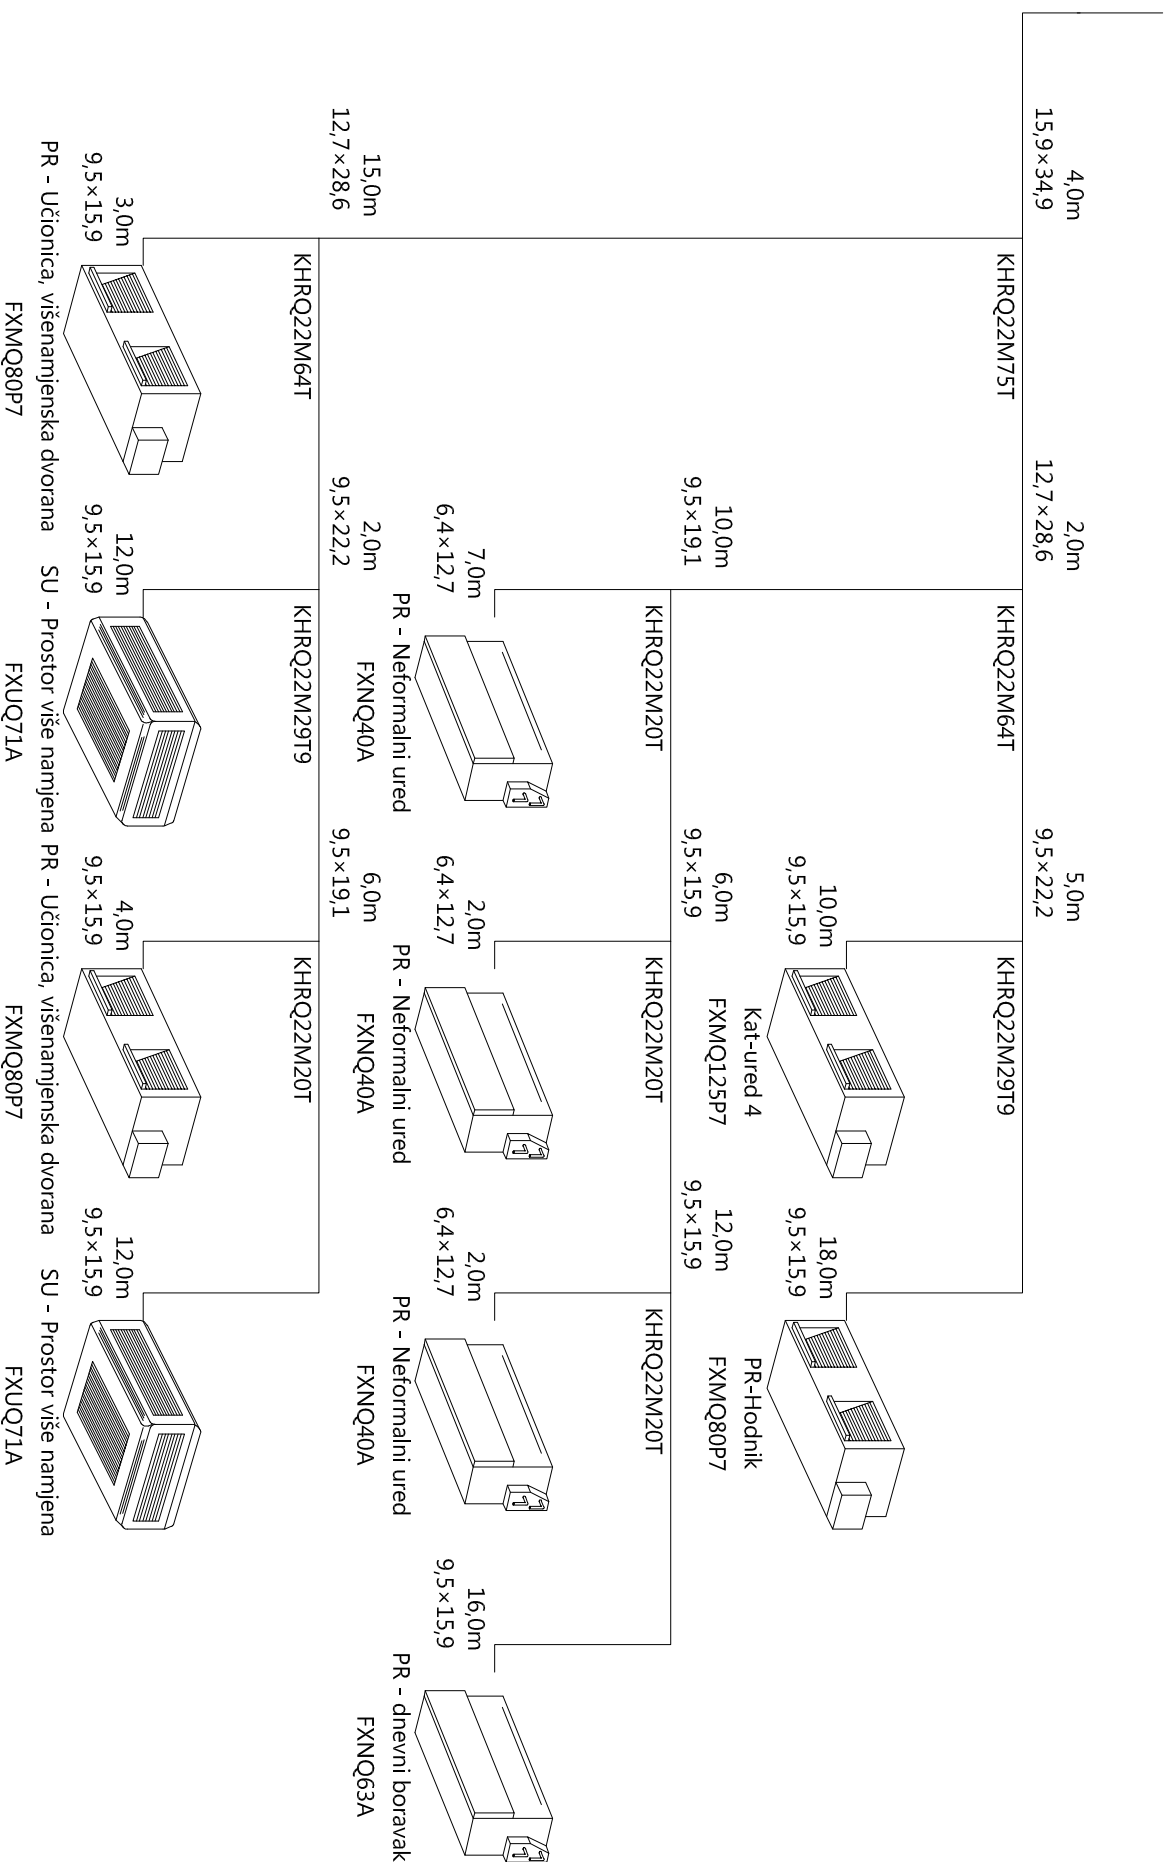 4,0m
15,9×34,9
KHRQ22M75T
2,0m
12,7×28,6
KHRQ22M64T
5,0m
9,5×22,2
KHRQ22M29T9
10,0m
9,5×15,9
Kat-ured 4
FXMQ125P7
18,0m
9,5×15,9
PR-Hodnik
FXMQ80P7
10,0m
9,5×19,1
KHRQ22M20T
6,0m
9,5×15,9
KHRQ22M20T
12,0m
9,5×15,9
KHRQ22M20T
7,0m
6,4×12,7
PR - Neformalni ured
FXNQ40A
2,0m
6,4×12,7
PR - Neformalni ured
FXNQ40A
2,0m
6,4×12,7
PR - Neformalni ured
FXNQ40A
16,0m
9,5×15,9
PR - dnevni boravak
FXNQ63A
15,0m
12,7×28,6
KHRQ22M64T
2,0m
9,5×22,2
KHRQ22M29T9
6,0m
9,5×19,1
KHRQ22M20T
3,0m
9,5×15,9
PR - Učionica, višenamjenska dvorana
FXMQ80P7
12,0m
9,5×15,9
SU - Prostor više namjena
FXUQ71A
4,0m
9,5×15,9
PR - Učionica, višenamjenska dvorana
FXMQ80P7
12,0m
9,5×15,9
SU - Prostor više namjena
FXUQ71A